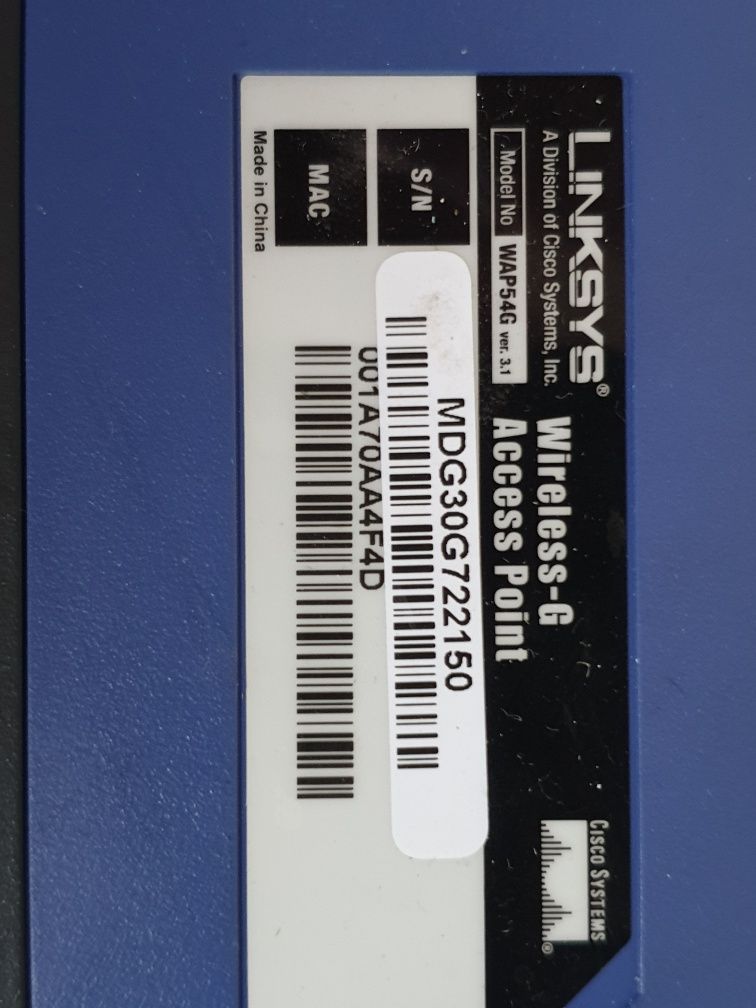 LINKSYS®
A Division of Cisco Systems, Inc.
Model No WAP54G ver. 3.1
Wireless-G
Access Point
CISCO SYSTEMS
®
S/N
MDG30G722150
MAC
001A70AA4F4D
Made in China